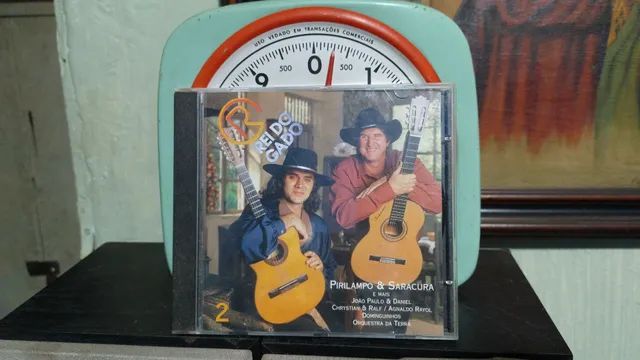 USO VEDADO EM TRANSAÇÕES COMERCIAIS
9 500 0 500 1
REI DO
GADO
PIRILAMPO & SARACURA
E MAIS
JOÃO PAULO & DANIEL
CHRYSTIAN & RALF / AGNALDO RAYOL
DOMINGUINHOS
ORQUESTRA DA TERRA
2